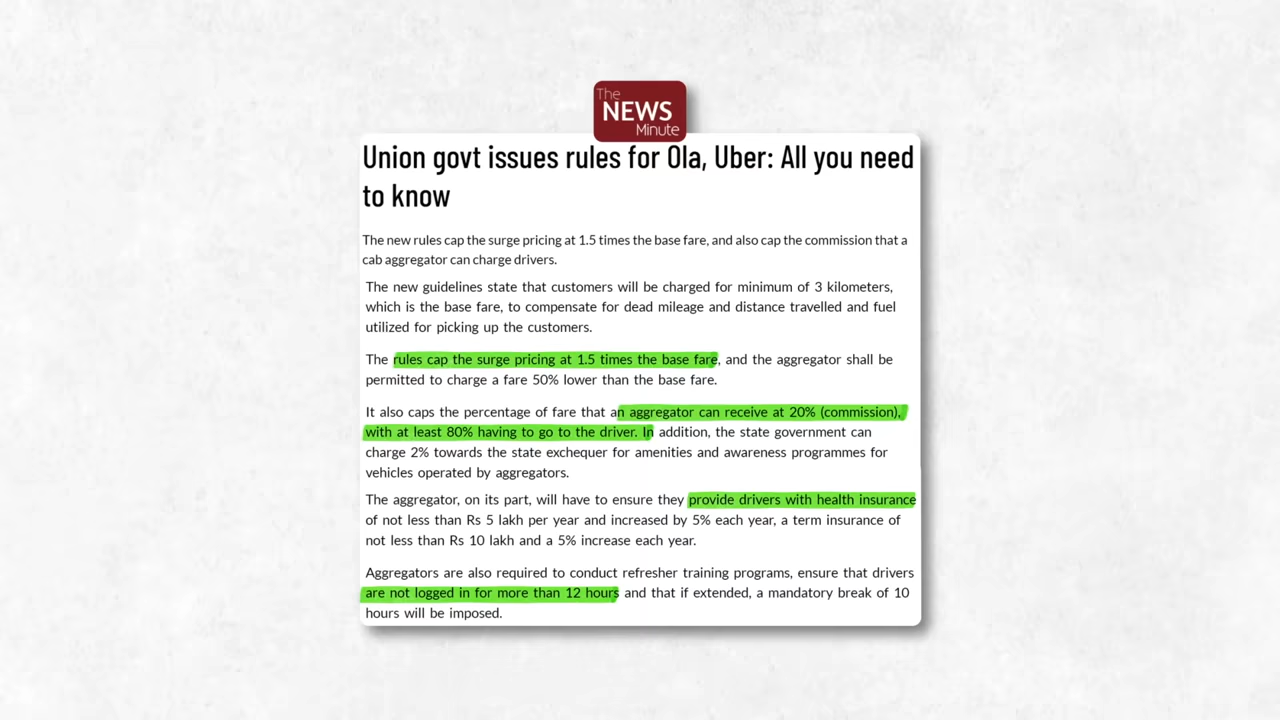 The
NEWS
Minute
Union govt issues rules for Ola, Uber: All you need
to know
The new rules cap the surge pricing at 1.5 times the base fare, and also cap the commission that a
cab aggregator can charge drivers.
The new guidelines state that customers will be charged for minimum of 3 kilometers,
which is the base fare, to compensate for dead mileage and distance travelled and fuel
utilized for picking up the customers.
The rules cap the surge pricing at 1.5 times the base fare, and the aggregator shall be
permitted to charge a fare 50% lower than the base fare.
It also caps the percentage of fare that an aggregator can receive at 20% (commission),
with at least 80% having to go to the driver. In addition, the state government can
charge 2% towards the state exchequer for amenities and awareness programmes for
vehicles operated by aggregators.
The aggregator, on its part, will have to ensure they provide drivers with health insurance
of not less than Rs 5 lakh per year and increased by 5% each year, a term insurance of
not less than Rs 10 lakh and a 5% increase each year.
Aggregators are also required to conduct refresher training programs, ensure that drivers
are not logged in for more than 12 hours and that if extended, a mandatory break of 10
hours will be imposed.